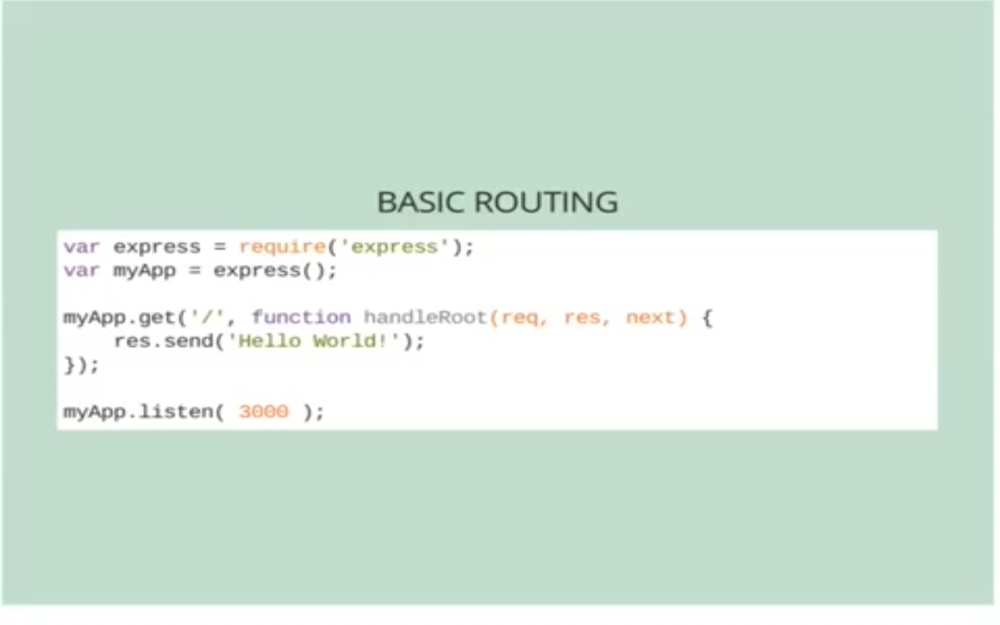 BASIC ROUTING
var express = require('express');
var myApp = express();
myApp.get('/', function handleRoot(req, res, next) {
    res.send('Hello World!');
});
myApp.listen( 3000 );